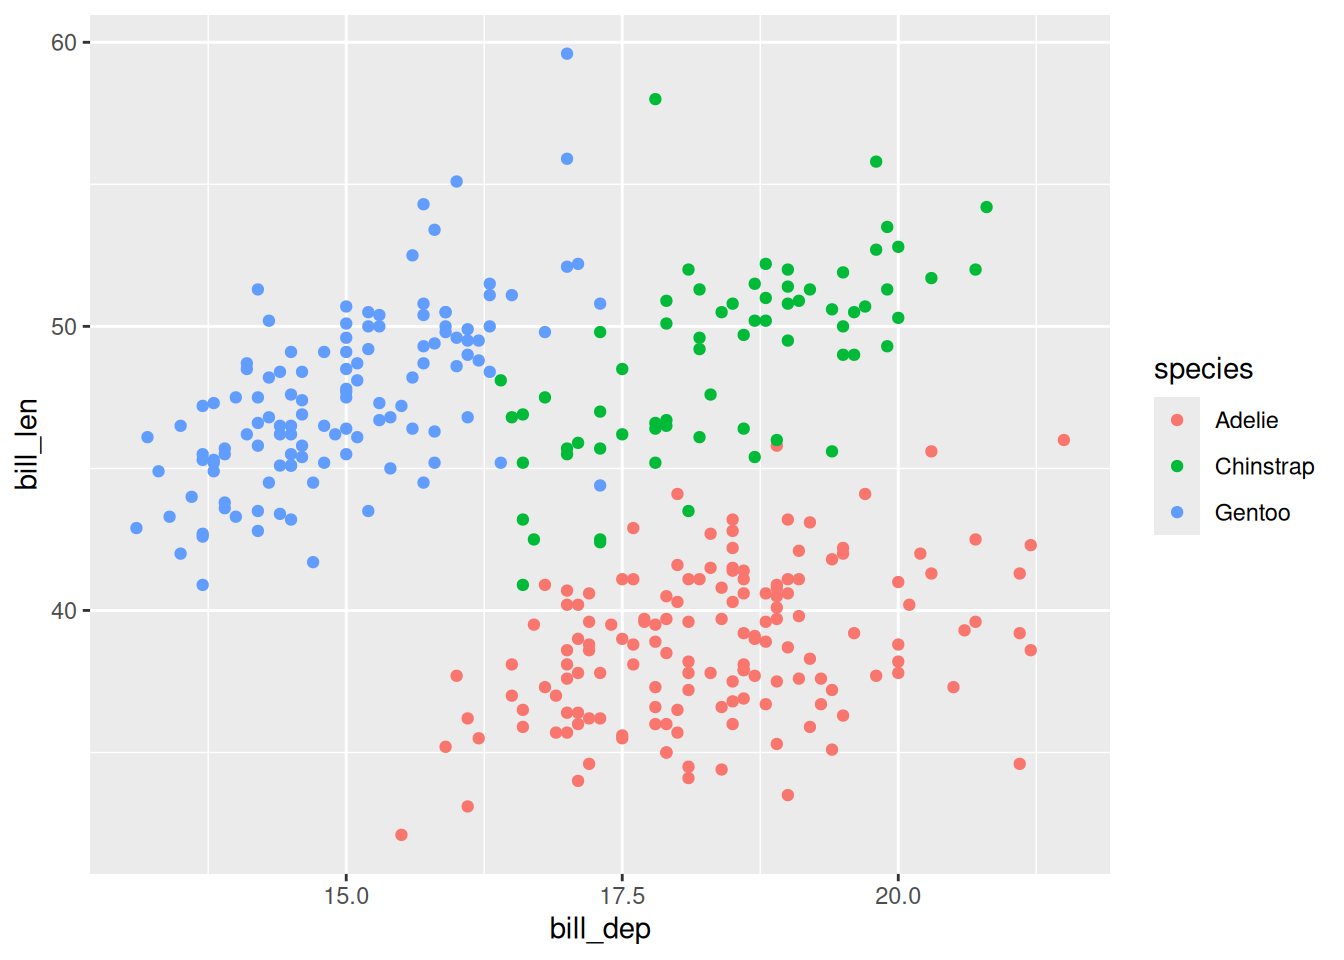 60
50
40
bill_len
15.0
17.5
20.0
bill_dep
species
Adelie
Chinstrap
Gentoo